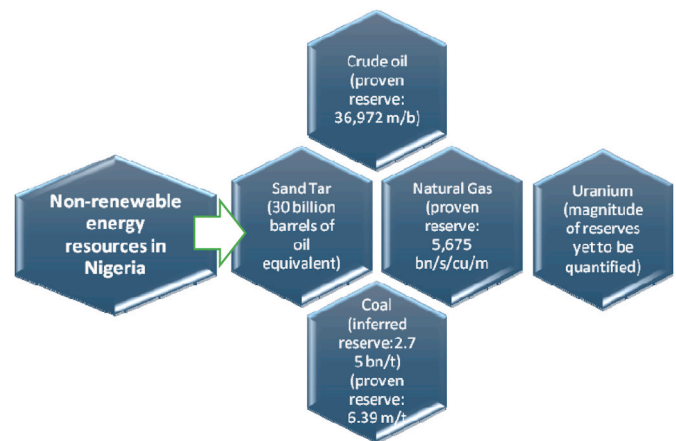 Non-renewable
energy
resources in
Nigeria
Crude oil
(proven
reserve:
36,972 m/b)
Sand Tar
(30 billion
barrels of
oil
equivalent)
Natural Gas
(proven
reserve:
5,675
bn/s/cu/m
Uranium
(magnitude
of reserves
yet to be
quantified)
Coal
(inferred
reserve:2.7
5 bn/t)
(proven
reserve:
6.39 m/t